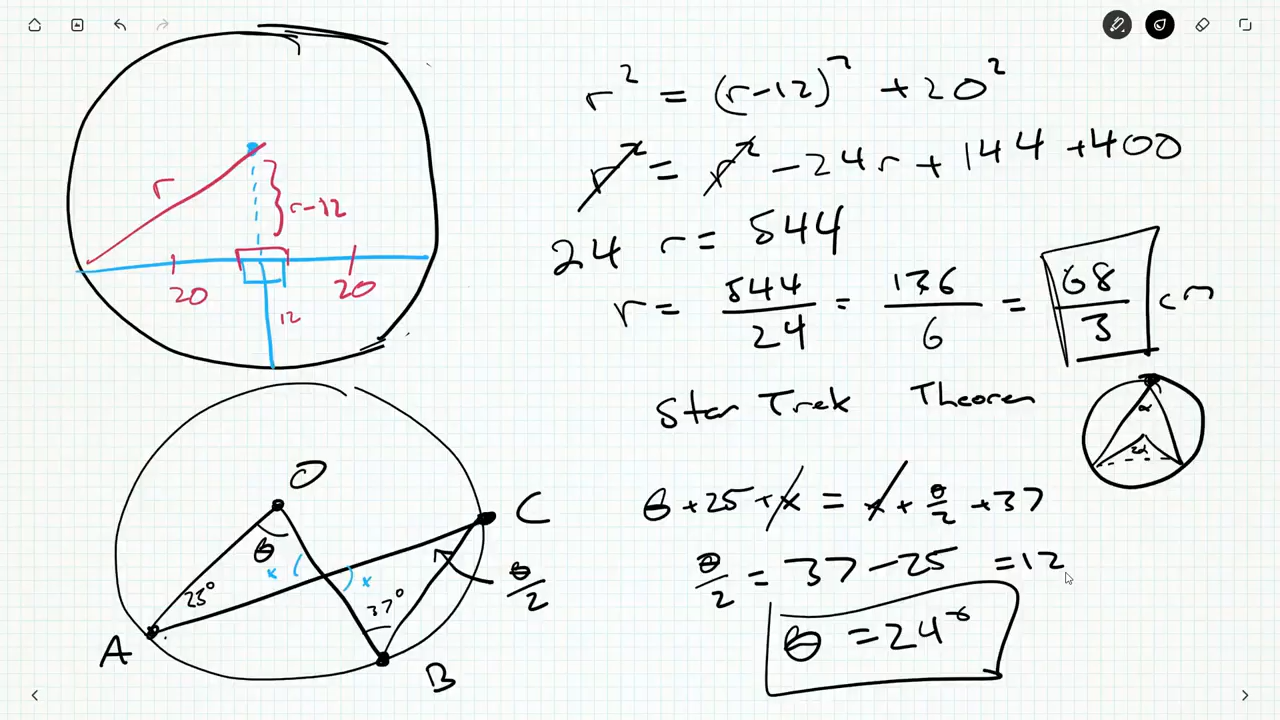 r² = (r-12)² + 20²
r² = r² - 24r + 144 + 400
24 r = 544
r = 544/24 = 136/6 = 68/3 cm
r
r-12
20
20
12
Star Trek Theorem
α
2α
θ + 25 + x = x + θ/2 + 37
θ/2 = 37 - 25 = 12
θ = 24°
O
C
θ
x
x
25°
37°
θ/2
A
B